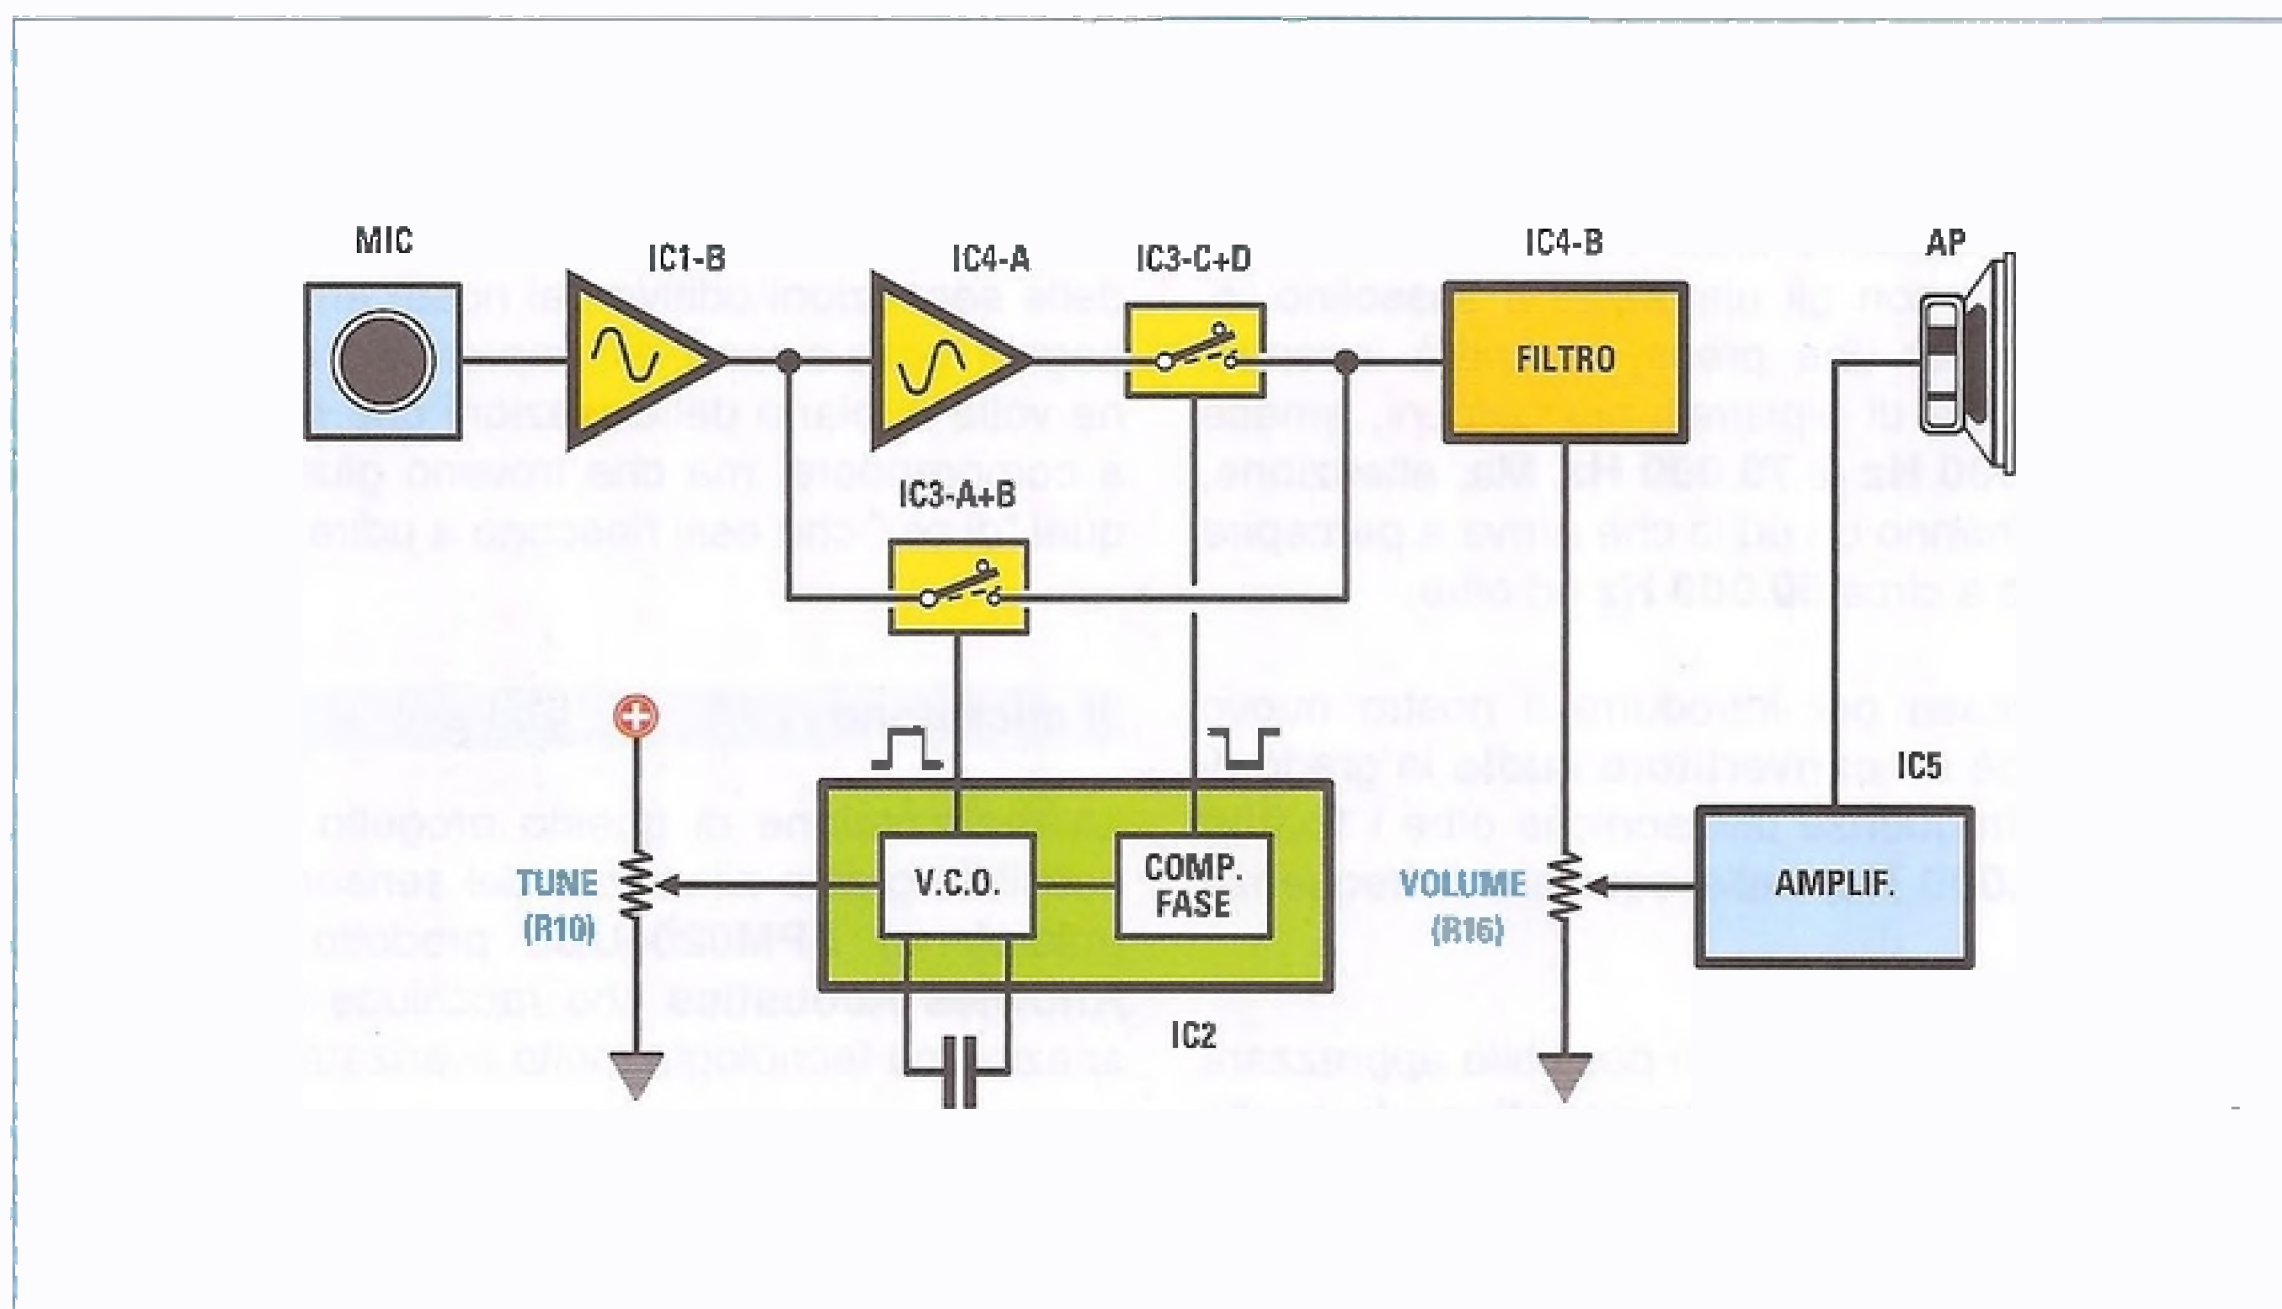 MIC
IC1-B
IC4-A
IC3-C+D
IC4-B
AP
FILTRO
IC3-A+B
IC5
TUNE
(R10)
V.C.O.
COMP.
FASE
VOLUME
(R16)
AMPLIF.
IC2